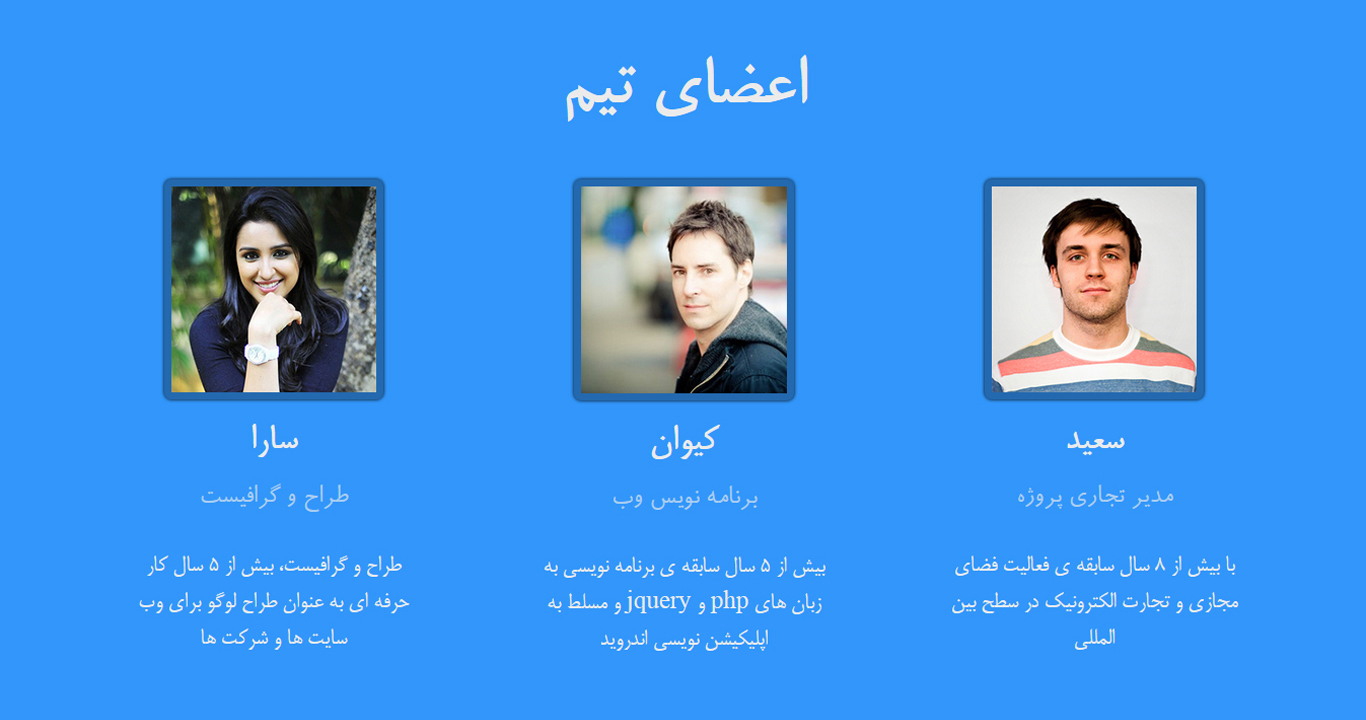 اعضای تیم
سعید
مدیر تجاری پروژه
با بیش از ۸ سال سابقه ی فعالیت فضای
مجازی و تجارت الکترونیک در سطح بین
المللی
کیوان
برنامه نویس وب
بیش از ۵ سال سابقه ی برنامه نویسی به
زبان های php و jquery و مسلط به
اپلیکیشن نویسی اندروید
سارا
طراح و گرافیست
طراح و گرافیست، بیش از ۵ سال کار
حرفه ای به عنوان طراح لوگو برای وب
سایت ها و شرکت ها